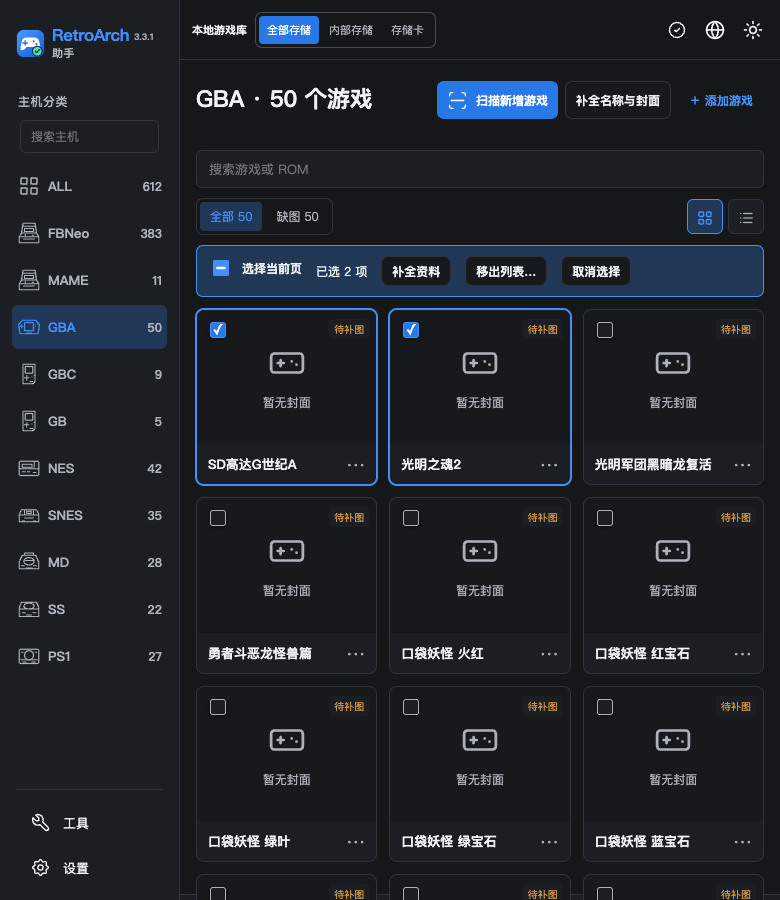 RetroArch 3.3.1
助手
主机分类
搜索主机
ALL 612
FBNeo 383
MAME 11
GBA 50
GBC 9
GB 5
NES 42
SNES 35
MD 28
SS 22
PS1 27
工具
设置
本地游戏库 全部存储 内部存储 存储卡
GBA · 50 个游戏
扫描新增游戏 补全名称与封面 + 添加游戏
搜索游戏或 ROM
全部 50 缺图 50
选择当前页 已选 2 项 补全资料 移出列表... 取消选择
待补图 待补图 待补图
暂无封面 暂无封面 暂无封面
SD高达G世纪A ··· 光明之魂2 ··· 光明军团黑暗龙复活 ···
待补图 待补图 待补图
暂无封面 暂无封面 暂无封面
勇者斗恶龙怪兽篇 ··· 口袋妖怪 火红 ··· 口袋妖怪 红宝石 ···
待补图 待补图 待补图
暂无封面 暂无封面 暂无封面
口袋妖怪 绿叶 ··· 口袋妖怪 绿宝石 ··· 口袋妖怪 蓝宝石 ···
待补图 待补图 待补图